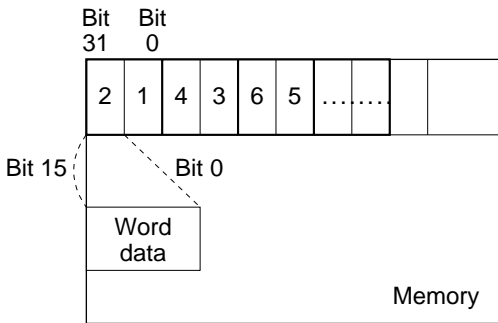 Bit Bit
31 0
2 1 4 3 6 5 ........
Bit 15 Bit 0
Word
data
Memory